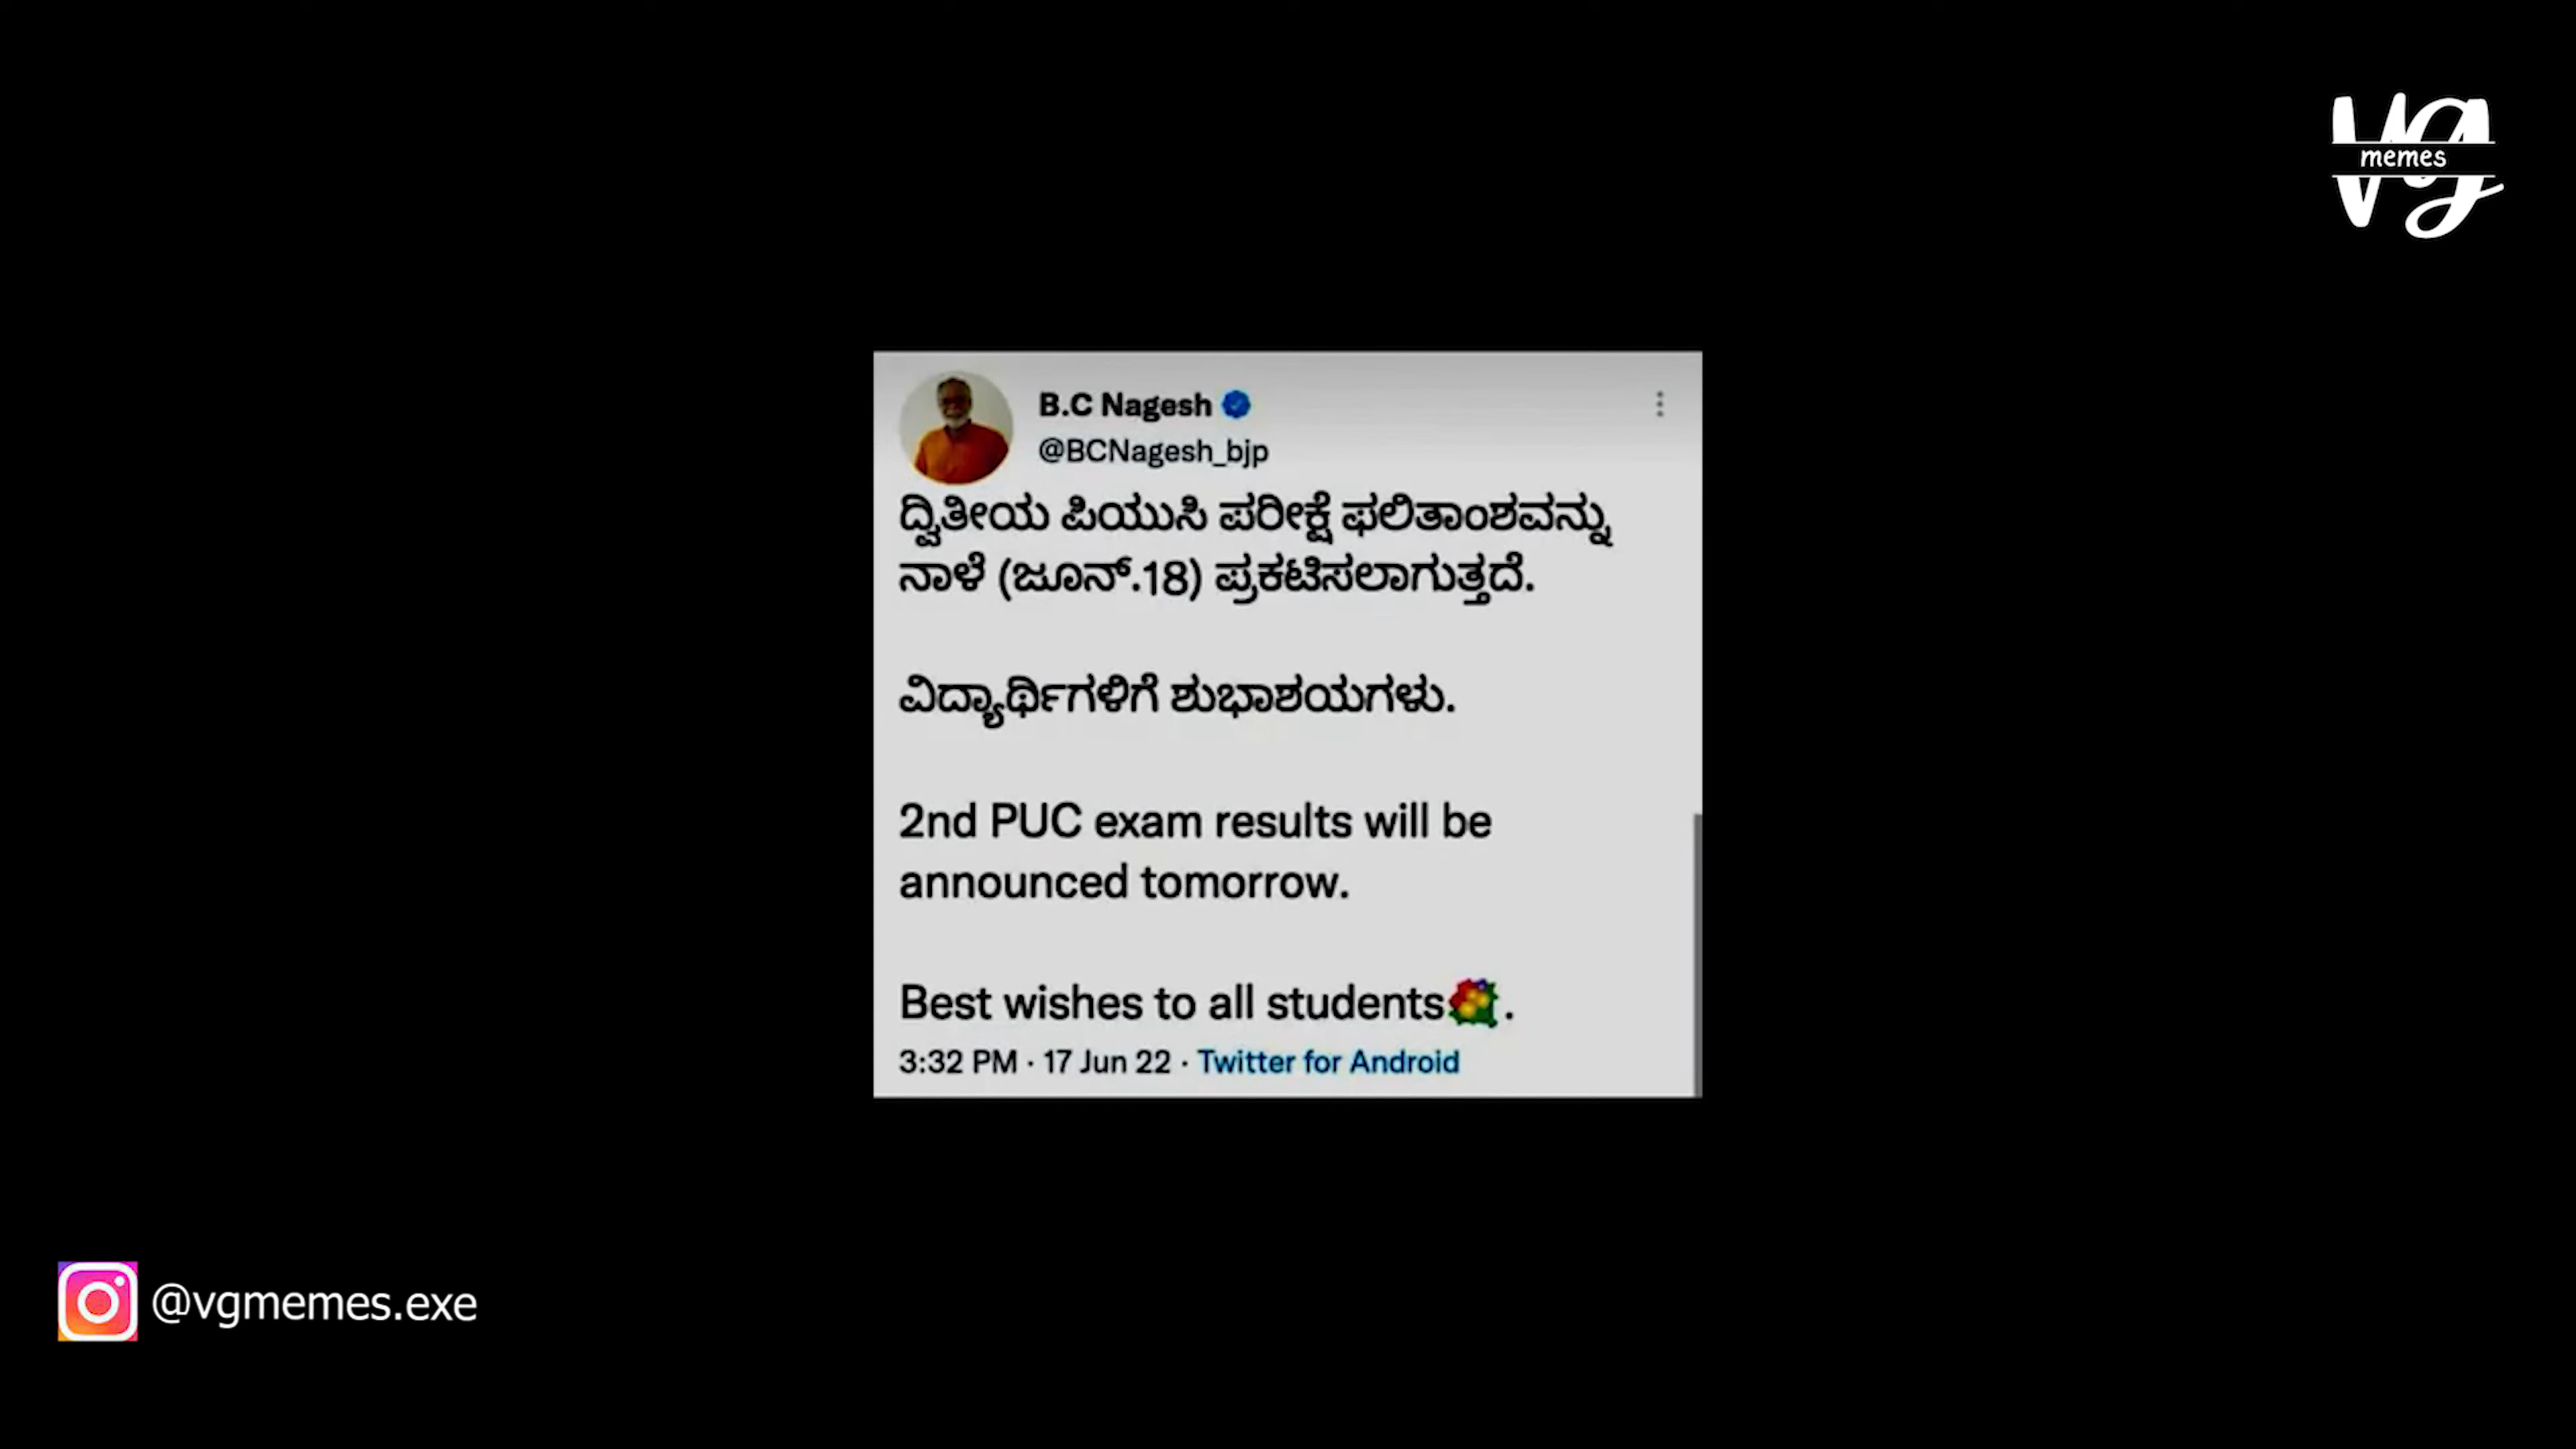 vg
memes
B.C Nagesh
@BCNagesh_bjp
ದ್ವಿತೀಯ ಪಿಯುಸಿ ಪರೀಕ್ಷೆ ಫಲಿತಾಂಶವನ್ನು
ನಾಳೆ (ಜೂನ್.18) ಪ್ರಕಟಿಸಲಾಗುತ್ತದೆ.
ವಿದ್ಯಾರ್ಥಿಗಳಿಗೆ ಶುಭಾಶಯಗಳು.
2nd PUC exam results will be
announced tomorrow.
Best wishes to all students💐.
3:32 PM · 17 Jun 22 · Twitter for Android
@vgmemes.exe